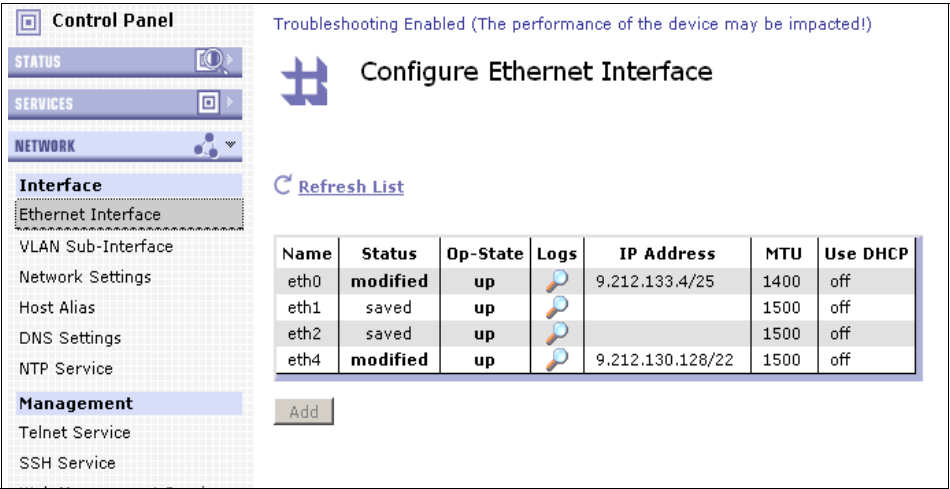 Control Panel
STATUS
SERVICES
NETWORK
Interface
Ethernet Interface
VLAN Sub-Interface
Network Settings
Host Alias
DNS Settings
NTP Service
Management
Telnet Service
SSH Service
Troubleshooting Enabled (The performance of the device may be impacted!)
Configure Ethernet Interface
Refresh List
Name Status Op-State Logs IP Address MTU Use DHCP
eth0 modified up 9.212.133.4/25 1400 off
eth1 saved up 1500 off
eth2 saved up 1500 off
eth4 modified up 9.212.130.128/22 1500 off
Add